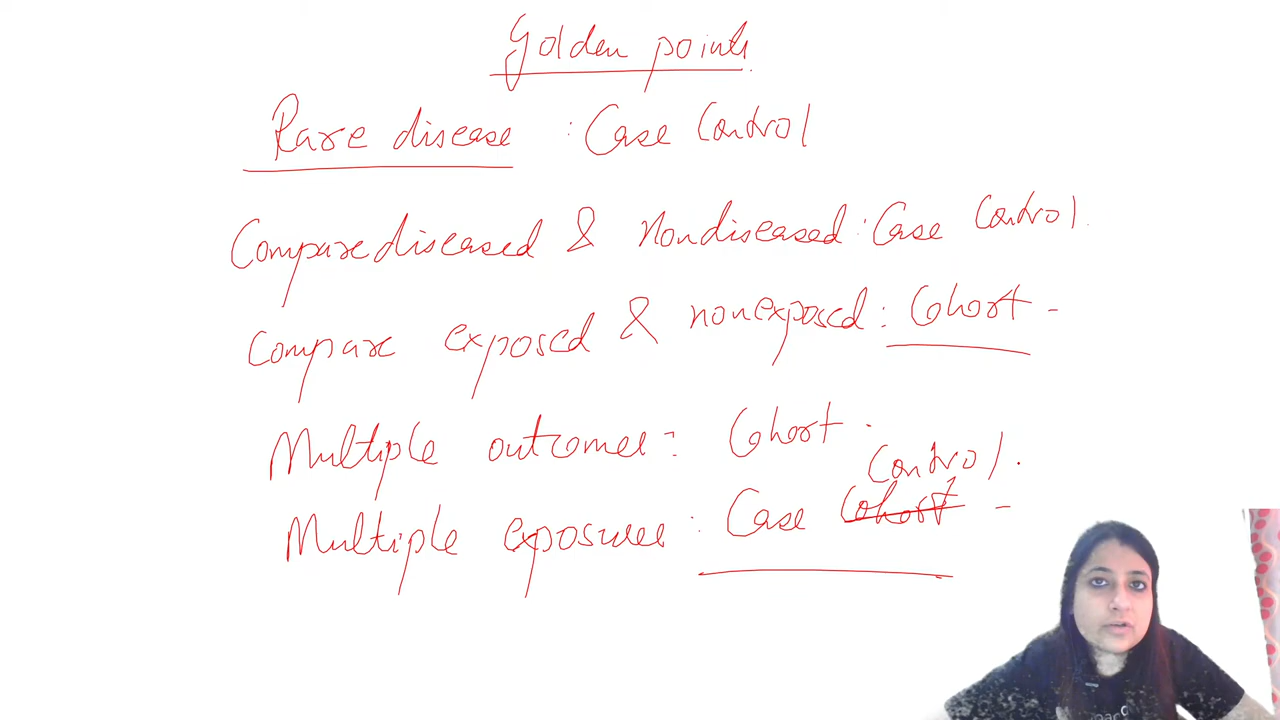 Golden points
Rare disease : Case Control
Compare diseased & nondiseased : Case Control.
Compare exposed & nonexposed : Cohort -
Multiple outcomes : Cohort .
Control.
Multiple exposures : Case Cohort -